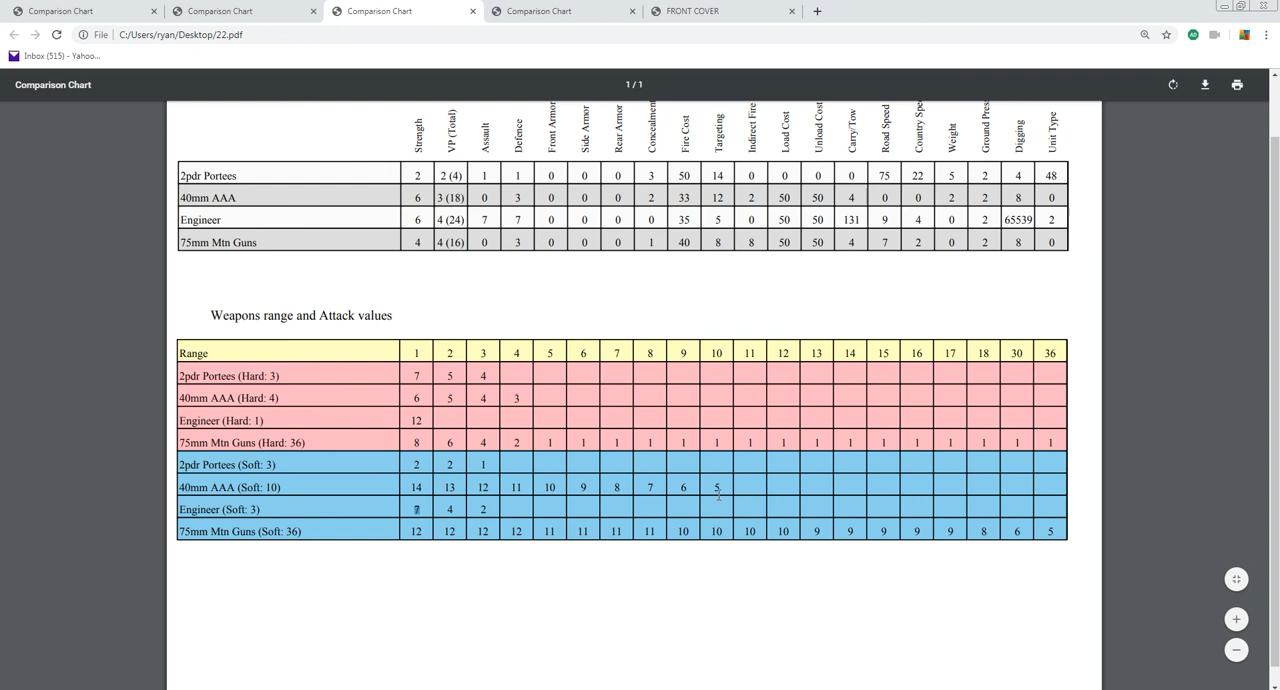 Comparison Chart Comparison Chart Comparison Chart Comparison Chart FRONT COVER
File C:/Users/ryan/Desktop/22.pdf
Inbox (515) - Yahoo...
Comparison Chart 1 / 1
Strength VP (Total) Assault Defence Front Armor Side Armor Rear Armor Concealment Fire Cost Targeting Indirect Fire Load Cost Unload Cost Carry/Tow Road Speed Country Spe Weight Ground Pres Digging Unit Type
2pdr Portees 2 2 (4) 1 1 0 0 0 3 50 14 0 0 0 0 75 22 5 2 4 48
40mm AAA 6 3 (18) 0 3 0 0 0 2 33 12 2 50 50 4 0 0 2 2 8 0
Engineer 6 4 (24) 7 7 0 0 0 0 35 5 0 50 50 131 9 4 0 2 65539 2
75mm Mtn Guns 4 4 (16) 0 3 0 0 0 1 40 8 8 50 50 4 7 2 0 2 8 0
Weapons range and Attack values
Range 1 2 3 4 5 6 7 8 9 10 11 12 13 14 15 16 17 18 30 36
2pdr Portees (Hard: 3) 7 5 4
40mm AAA (Hard: 4) 6 5 4 3
Engineer (Hard: 1) 12
75mm Mtn Guns (Hard: 36) 8 6 4 2 1 1 1 1 1 1 1 1 1 1 1 1 1 1 1 1
2pdr Portees (Soft: 3) 2 2 1
40mm AAA (Soft: 10) 14 13 12 11 10 9 8 7 6 5
Engineer (Soft: 3) 7 4 2
75mm Mtn Guns (Soft: 36) 12 12 12 12 11 11 11 11 10 10 10 10 9 9 9 9 9 8 6 5